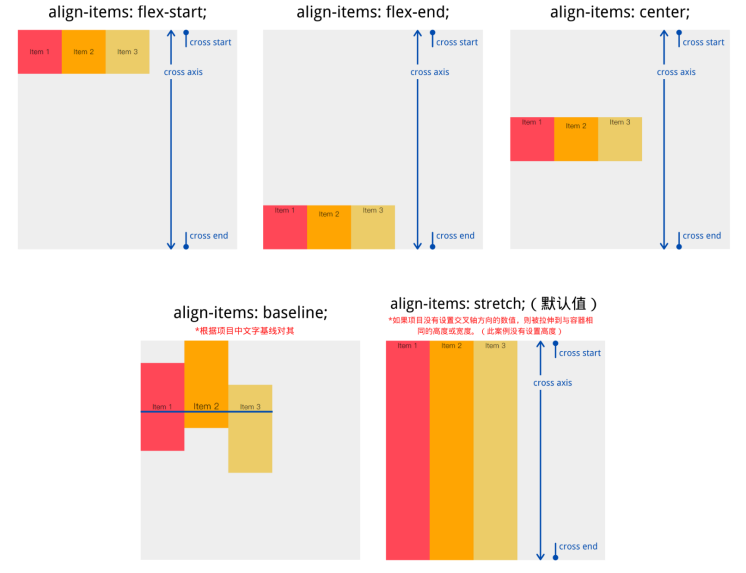 align-items: flex-start;
align-items: flex-end;
align-items: center;
Item 1
Item 2
Item 3
cross start
cross axis
cross end
Item 1
Item 2
Item 3
cross start
cross axis
cross end
Item 1
Item 2
Item 3
cross start
cross axis
cross end
align-items: baseline;
*根据项目中文字基线对其
Item 1
Item 2
Item 3
align-items: stretch;（默认值）
*如果项目没有设置交叉轴方向的数值，则被拉伸到与容器相
同的高度或宽度。（此案例没有设置高度）
Item 1
Item 2
Item 3
cross start
cross axis
cross end